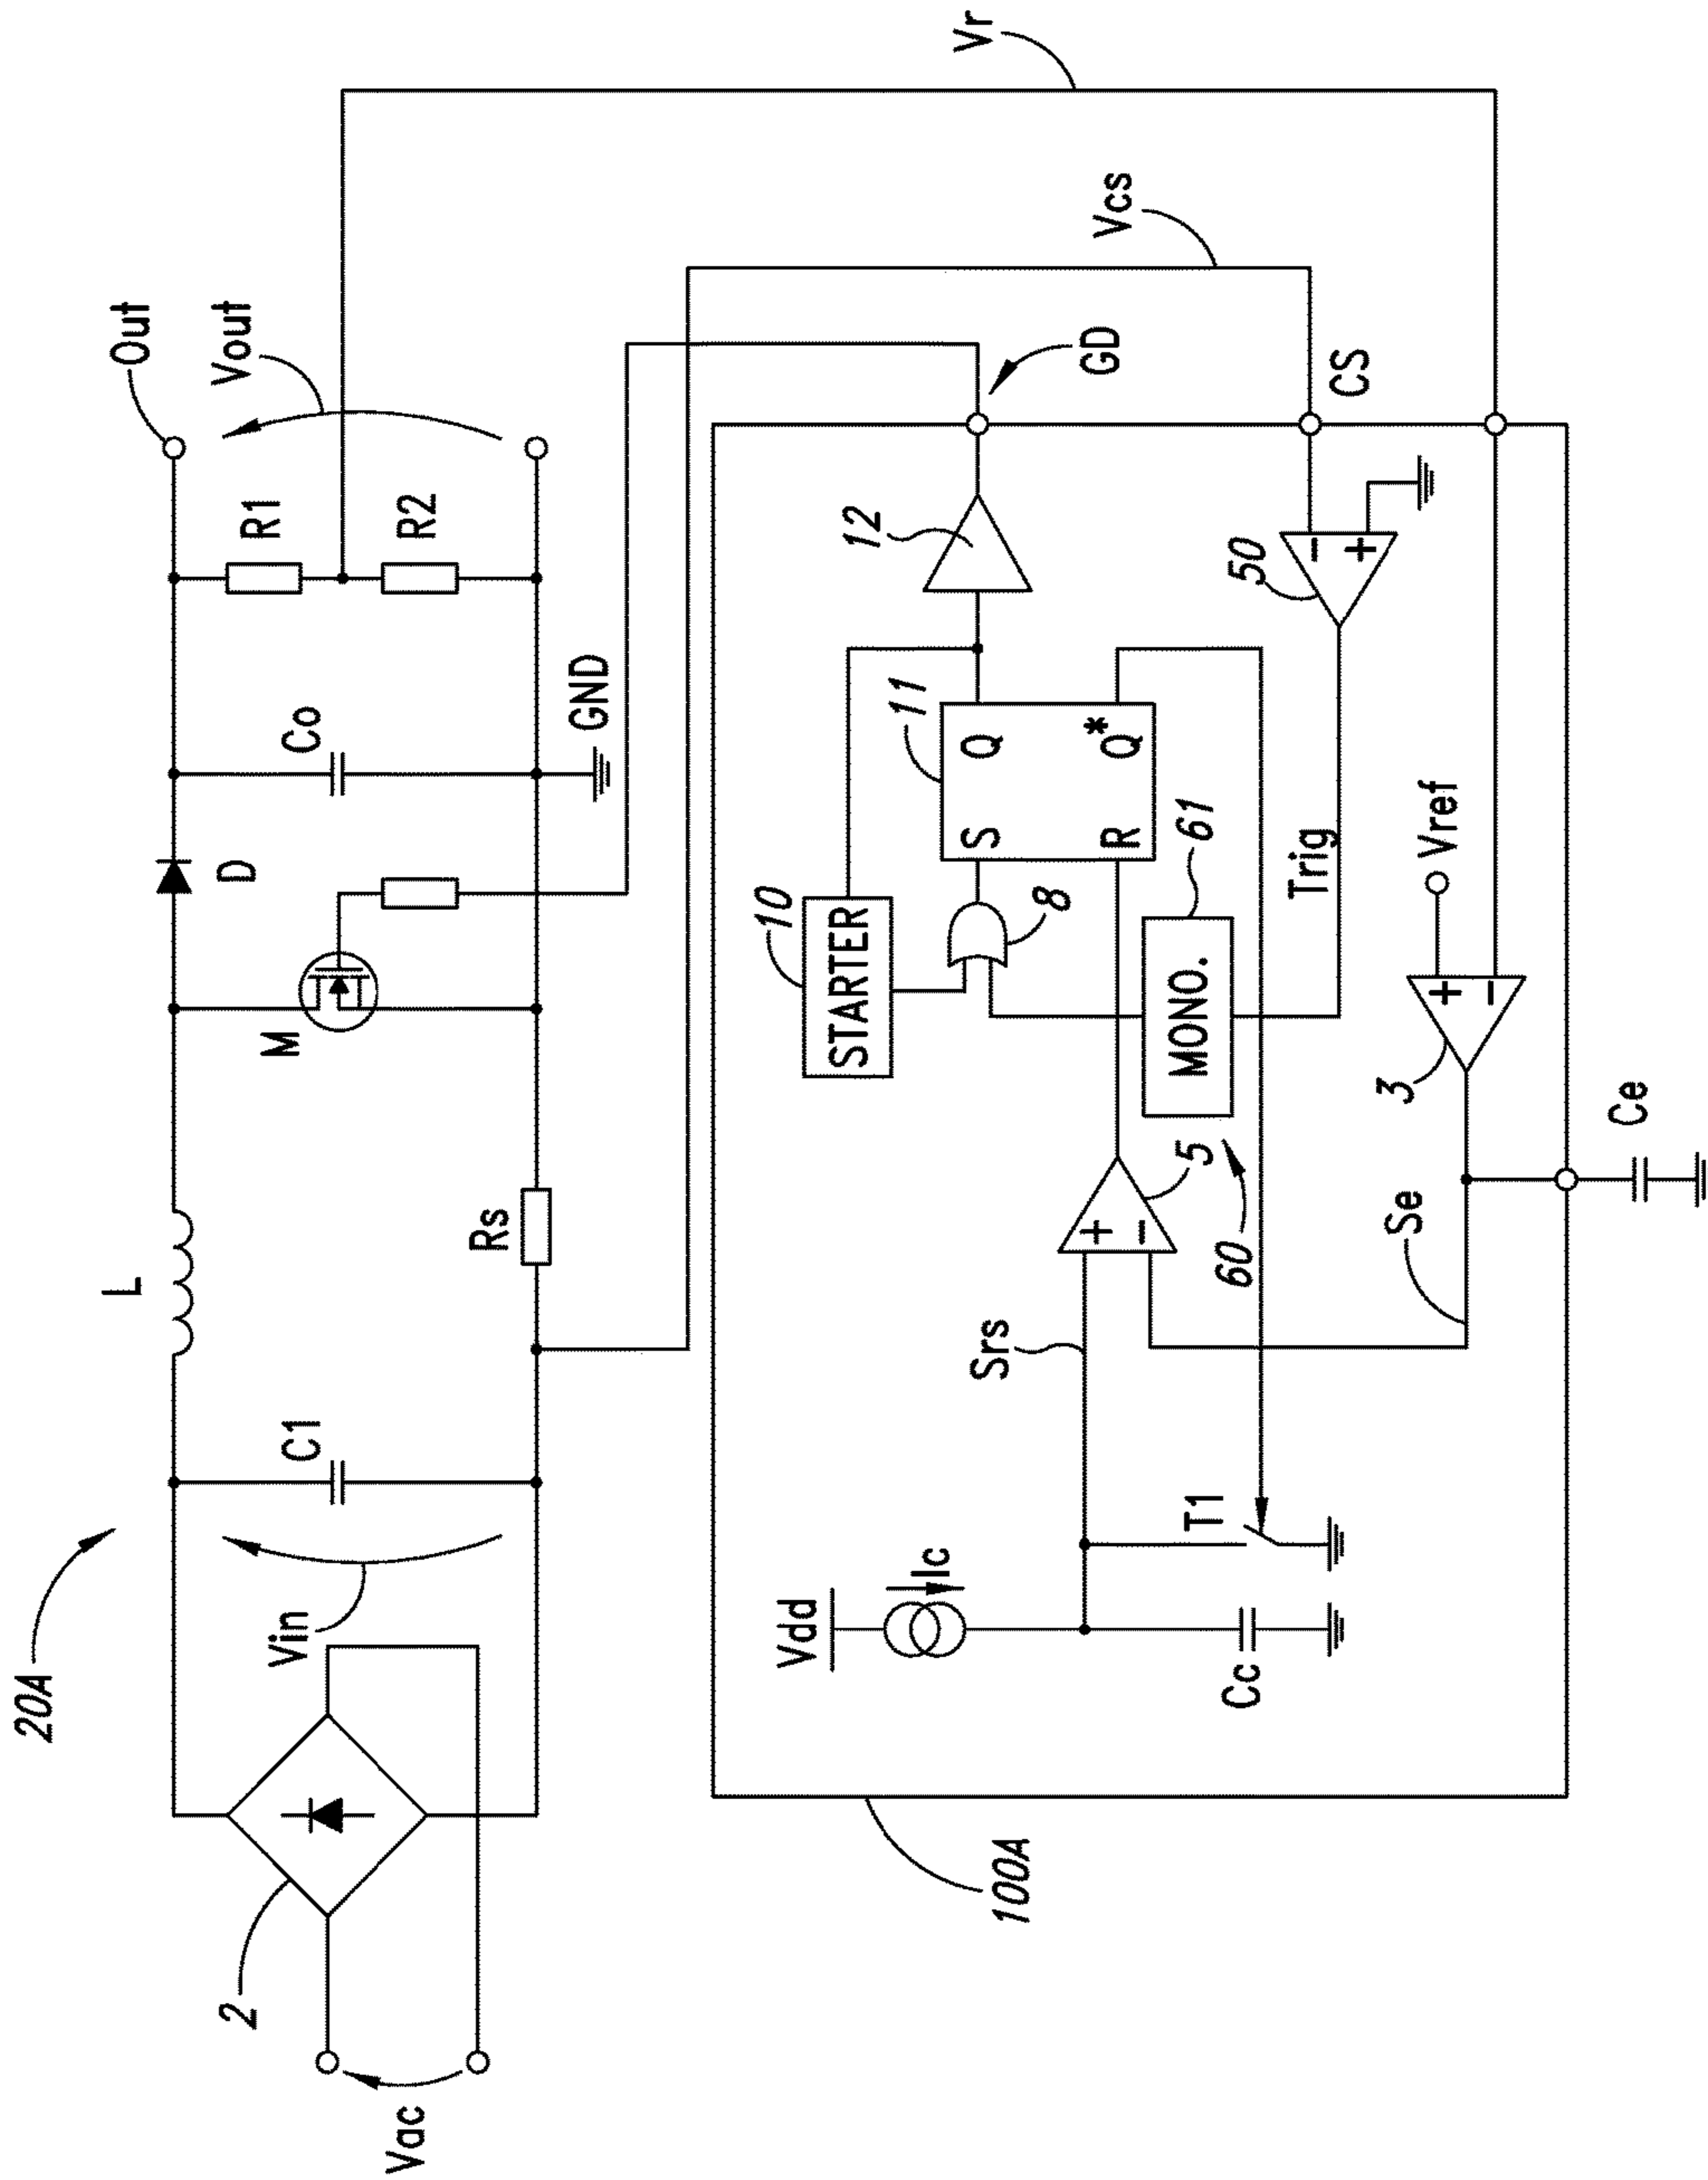 20A
Vac
2
Vin
C1
L
Rs
M
D
Co
GND
R1
R2
Out
Vout
Vr
Vcs
100A
Vdd
Ic
Cc
T1
Srs
+
−
5
60
STARTER
10
8
MONO.
61
S
R
Q
Q*
11
12
GD
CS
−
+
50
Trig
Vref
+
−
3
Se
Ce